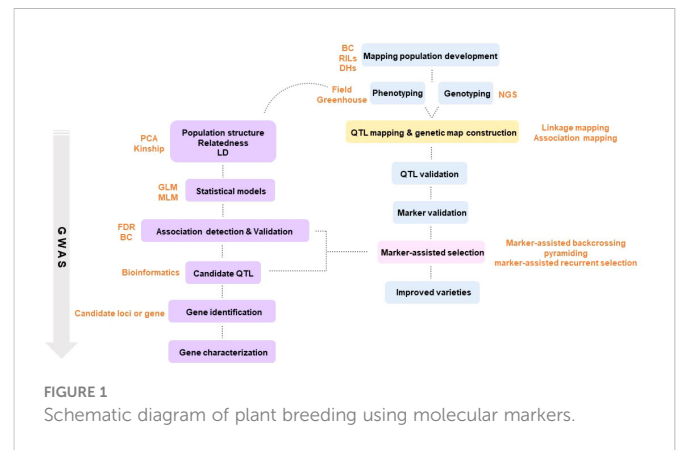 BC
RILs
DHs
Mapping population development
Field
Greenhouse
Phenotyping
Genotyping
NGS
PCA
Kinship
Population structure
Relatedness
LD
QTL mapping & genetic map construction
Linkage mapping
Association mapping
QTL validation
GLM
MLM
Statistical models
Marker validation
FDR
BC
Association detection & Validation
Marker-assisted selection
Marker-assisted backcrossing
pyramiding
marker-assisted recurrent selection
Bioinformatics
Candidate QTL
Improved varieties
Candidate loci or gene
Gene identification
Gene characterization
GWAS
FIGURE 1
Schematic diagram of plant breeding using molecular markers.